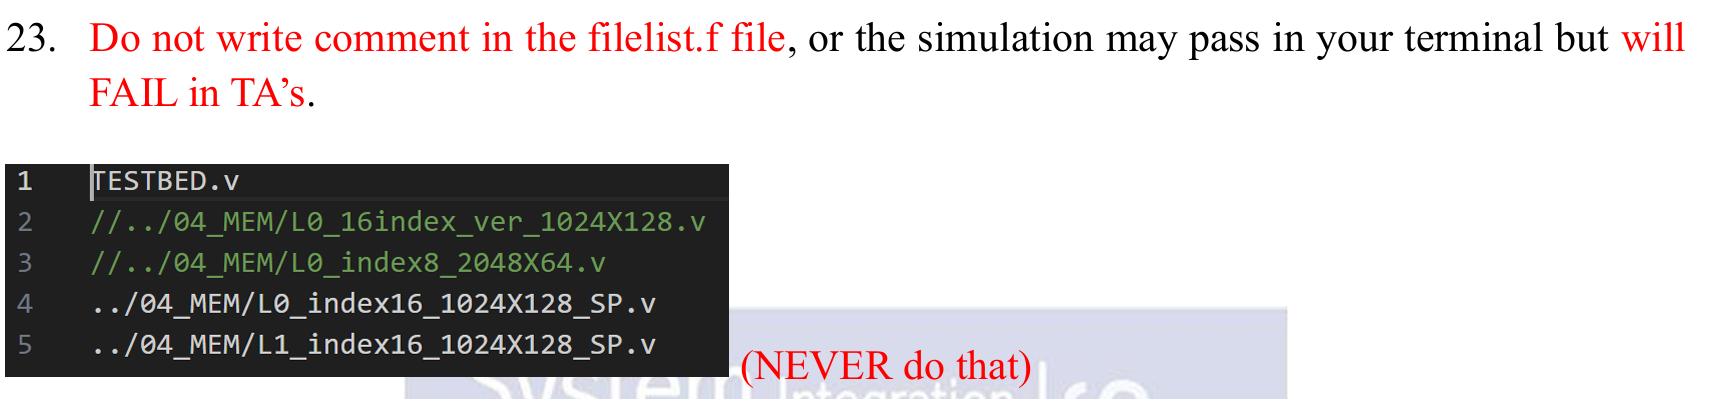 23. Do not write comment in the filelist.f file, or the simulation may pass in your terminal but will
FAIL in TA's.
1 TESTBED.v
2 //../04_MEM/L0_16index_ver_1024X128.v
3 //../04_MEM/L0_index8_2048X64.v
4 ../04_MEM/L0_index16_1024X128_SP.v
5 ../04_MEM/L1_index16_1024X128_SP.v
(NEVER do that)
System Integration